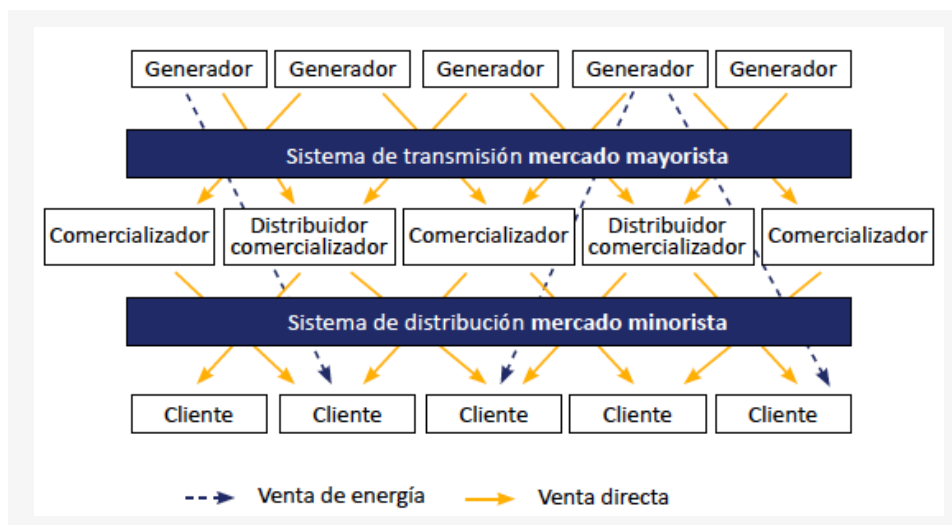 Generador Generador Generador Generador Generador
Sistema de transmisión mercado mayorista
Comercializador Distribuidor comercializador Comercializador Distribuidor comercializador Comercializador
Sistema de distribución mercado minorista
Cliente Cliente Cliente Cliente Cliente
Venta de energía Venta directa